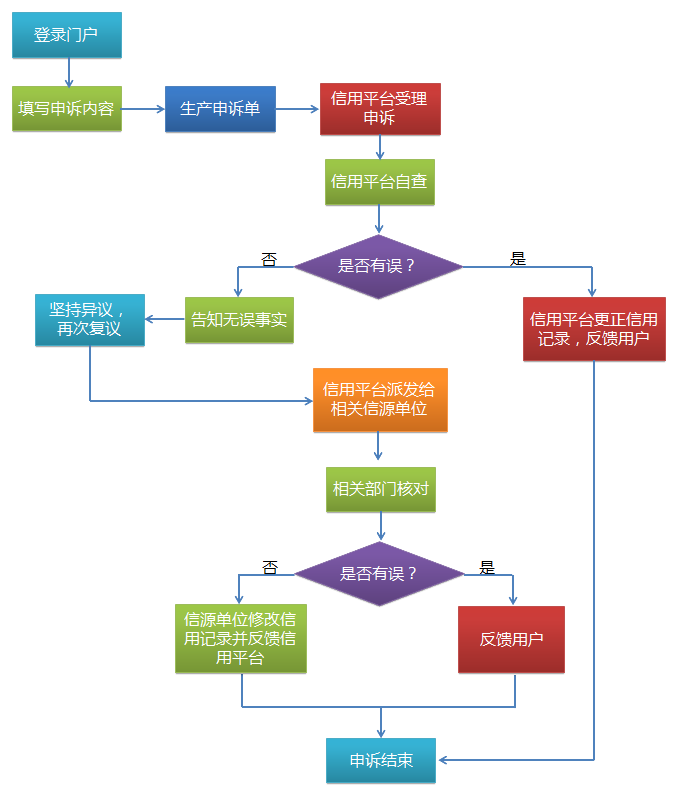 登录门户
填写申诉内容
生产申诉单
信用平台受理
申诉
信用平台自查
是否有误？
否
是
告知无误事实
坚持异议，
再次复议
信用平台更正信用
记录，反馈用户
信用平台派发给
相关信源单位
相关部门核对
是否有误？
否
是
信源单位修改信
用记录并反馈信
用平台
反馈用户
申诉结束